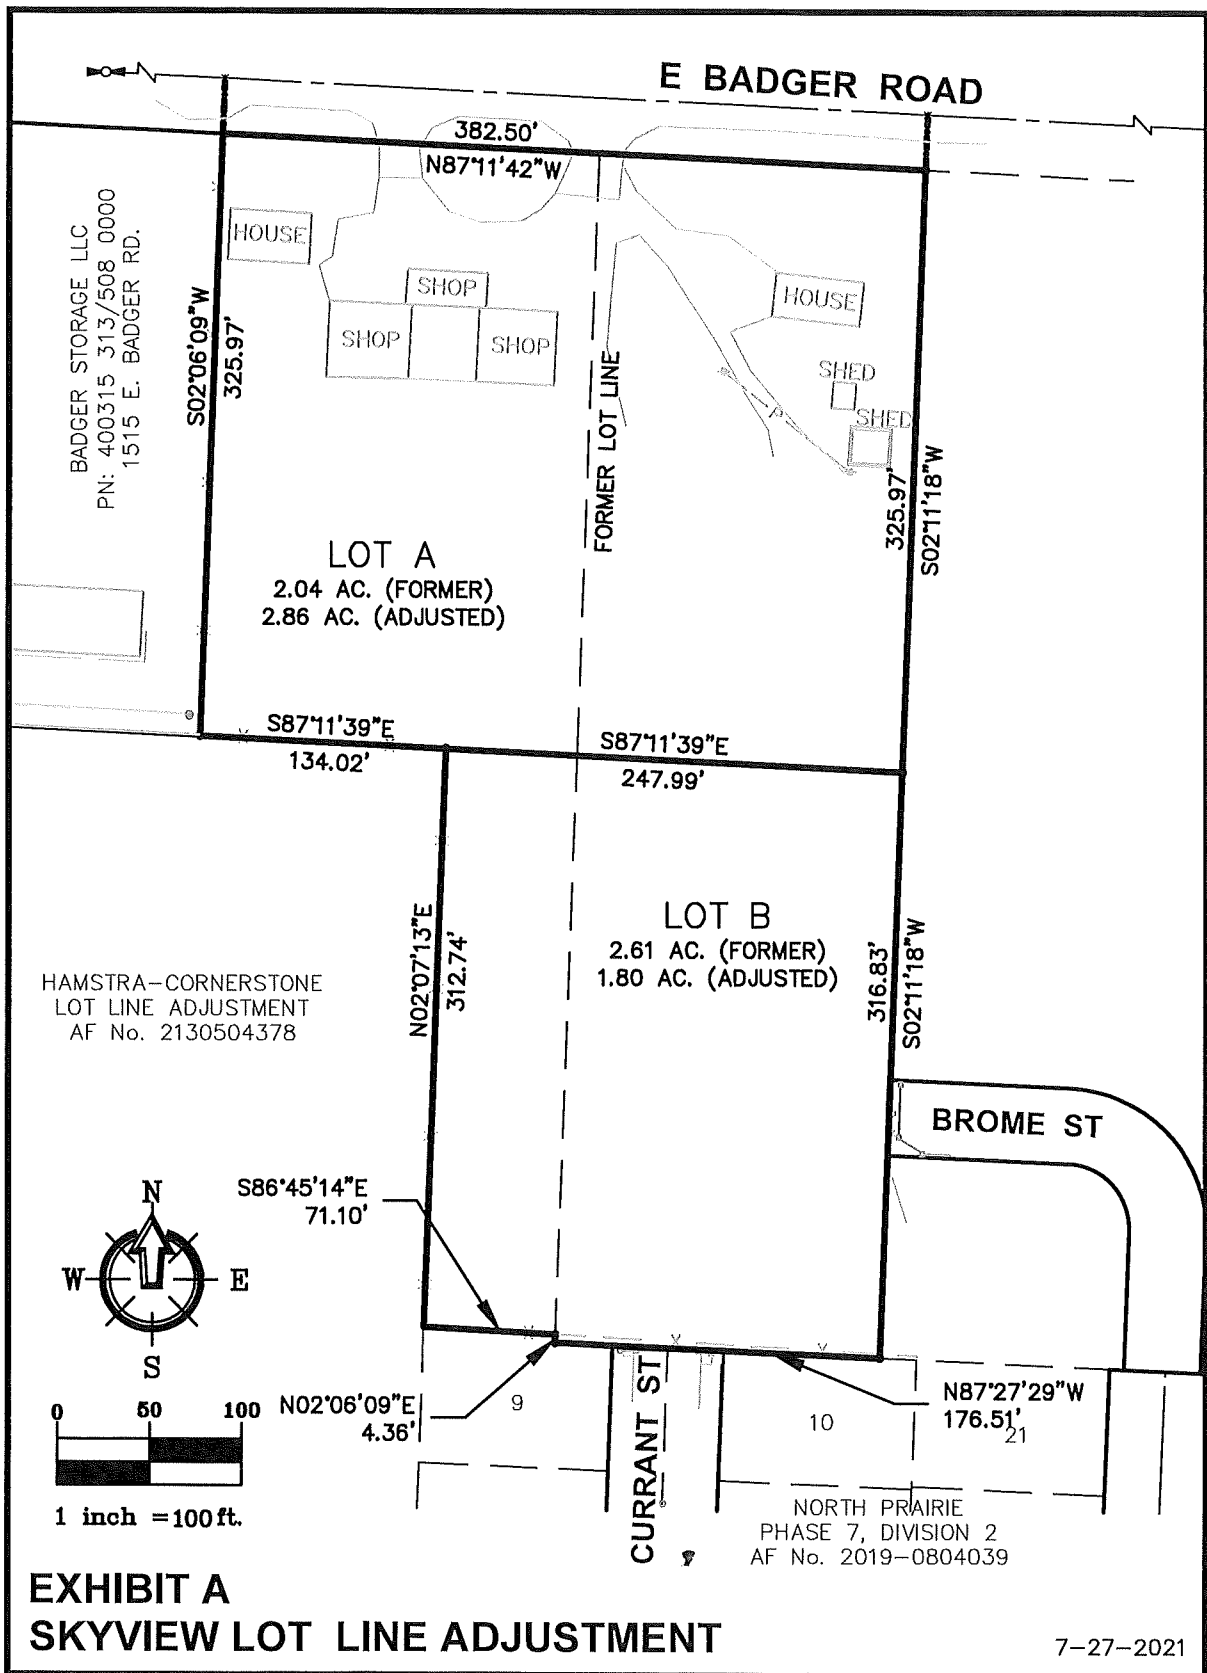 E BADGER ROAD
382.50'
N87°11'42"W
BADGER STORAGE LLC
PN: 400315 313/508 0000
1515 E. BADGER RD.
HOUSE
SHOP
SHOP
SHOP
HOUSE
SHED
SHED
S02°06'09"W
325.97'
FORMER LOT LINE
325.97'
S02°11'18"W
LOT A
2.04 AC. (FORMER)
2.86 AC. (ADJUSTED)
S87°11'39"E
134.02'
S87°11'39"E
247.99'
N02°07'13"E
312.74'
LOT B
2.61 AC. (FORMER)
1.80 AC. (ADJUSTED)
316.83'
S02°11'18"W
HAMSTRA-CORNERSTONE
LOT LINE ADJUSTMENT
AF No. 2130504378
BROME ST
S86°45'14"E
71.10'
N
W
E
S
N02°06'09"E
4.36'
9
CURRANT ST
10
N87°27'29"W
176.51'
21
0 50 100
1 inch =100 ft.
NORTH PRAIRIE
PHASE 7, DIVISION 2
AF No. 2019-0804039
EXHIBIT A
SKYVIEW LOT LINE ADJUSTMENT
7-27-2021